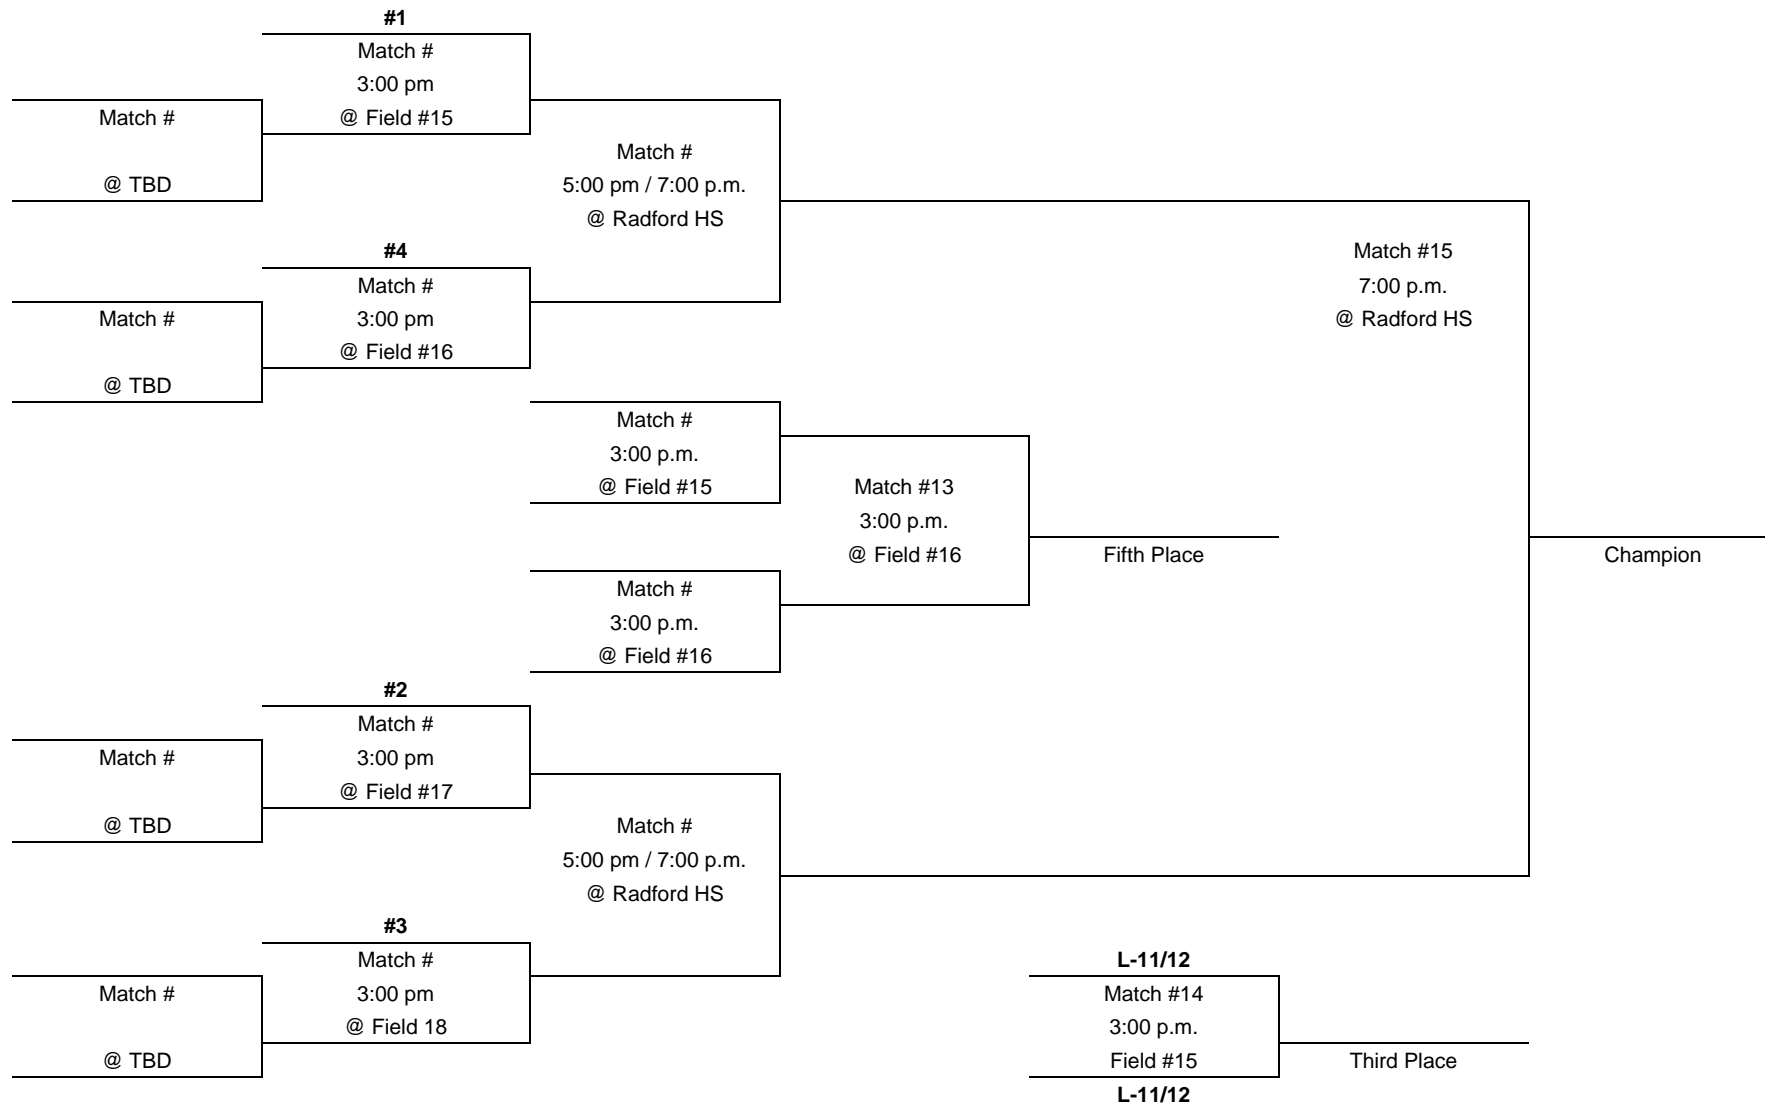 #1
Match #
3:00 pm
@ Field #15
Match #
@ TBD
Match #
5:00 pm / 7:00 p.m.
@ Radford HS
#4
Match #
3:00 pm
@ Field #16
Match #
@ TBD
Match #15
7:00 p.m.
@ Radford HS
Match #
3:00 p.m.
@ Field #15
Match #13
3:00 p.m.
@ Field #16
Fifth Place
Champion
Match #
3:00 p.m.
@ Field #16
#2
Match #
3:00 pm
@ Field #17
Match #
@ TBD
Match #
5:00 pm / 7:00 p.m.
@ Radford HS
#3
Match #
3:00 pm
@ Field 18
Match #
@ TBD
L-11/12
Match #14
3:00 p.m.
Field #15
Third Place
L-11/12